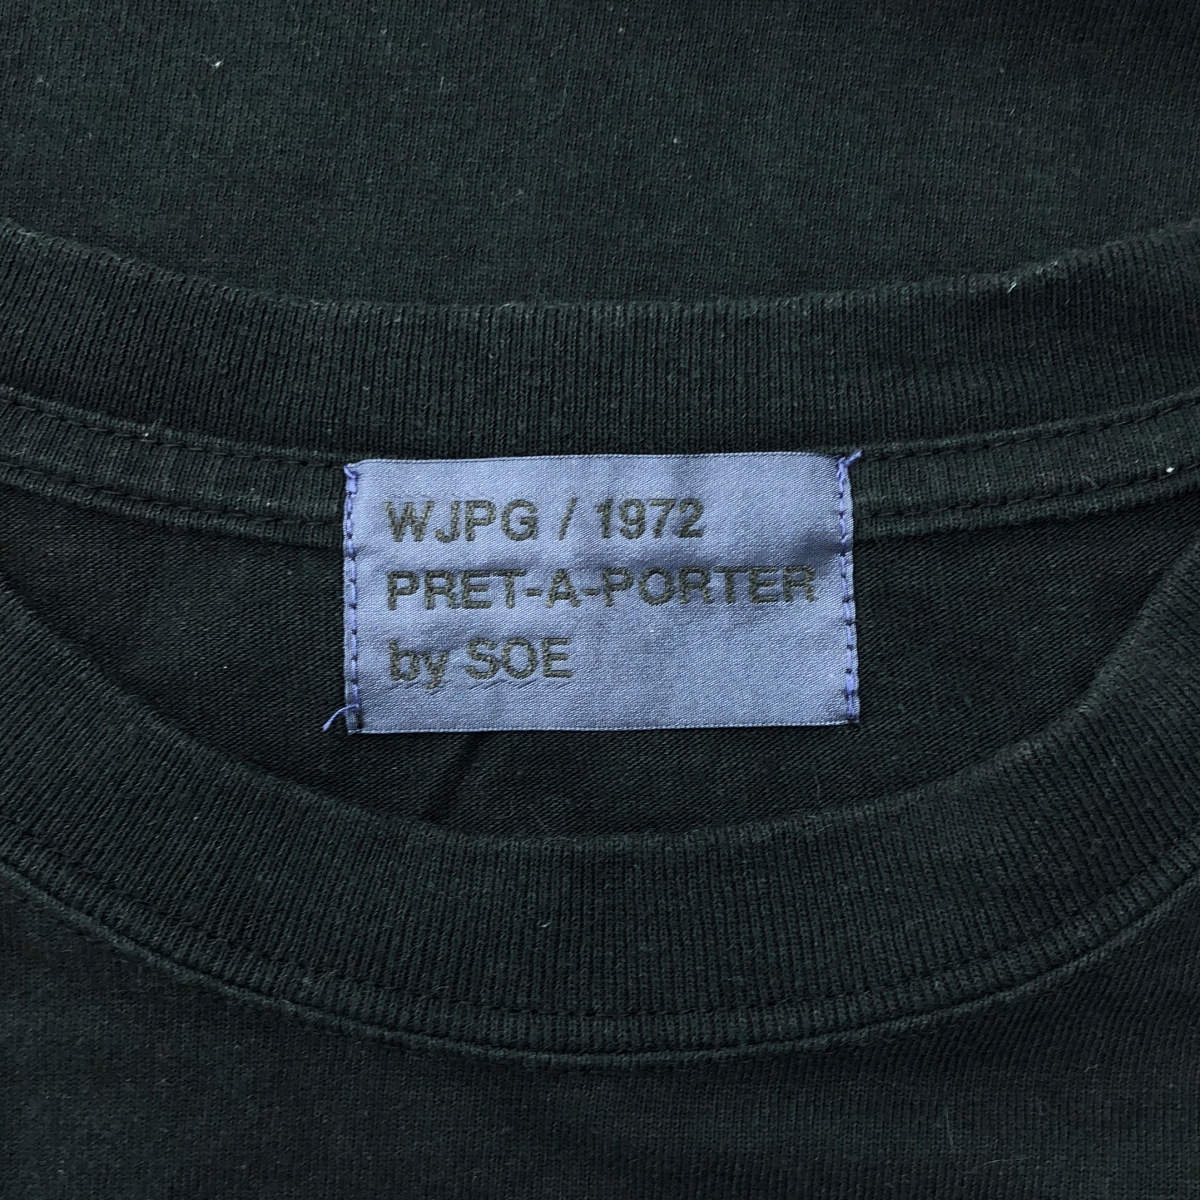 WJPG / 1972
PRET-A-PORTER
by SOE